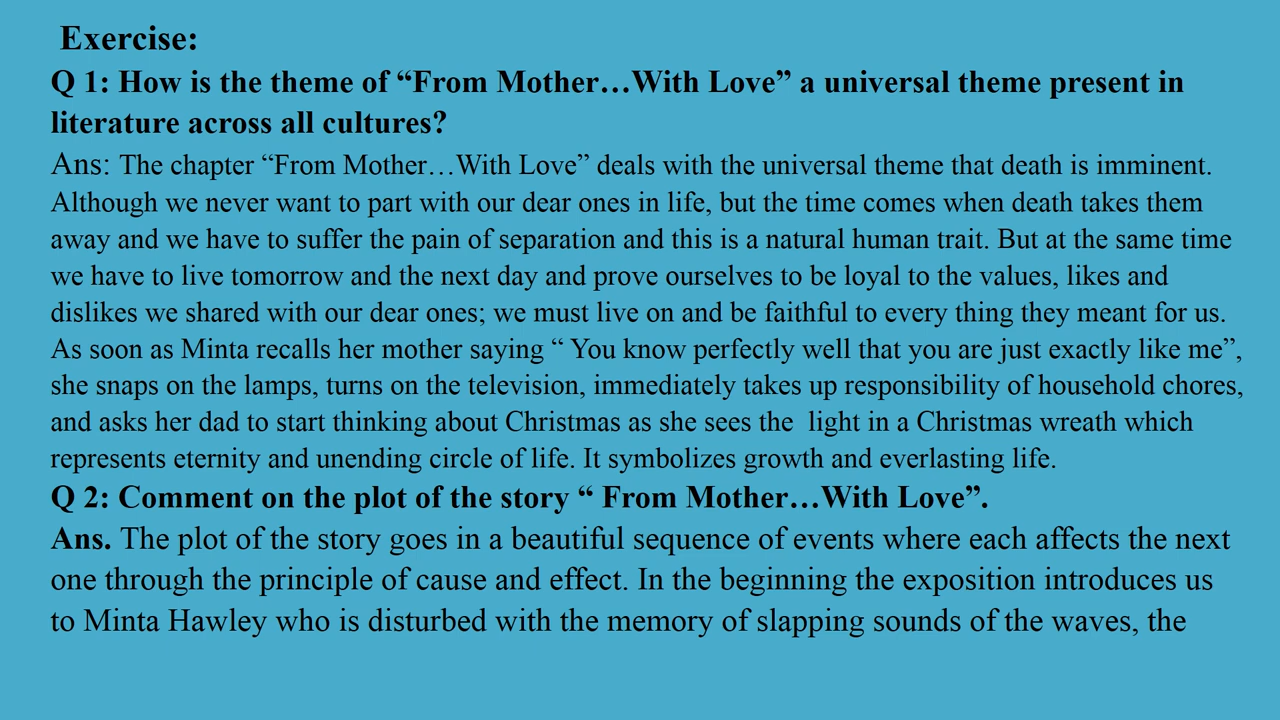 Exercise:
Q 1: How is the theme of “From Mother…With Love” a universal theme present in
literature across all cultures?
Ans: The chapter “From Mother…With Love” deals with the universal theme that death is imminent.
Although we never want to part with our dear ones in life, but the time comes when death takes them
away and we have to suffer the pain of separation and this is a natural human trait. But at the same time
we have to live tomorrow and the next day and prove ourselves to be loyal to the values, likes and
dislikes we shared with our dear ones; we must live on and be faithful to every thing they meant for us.
As soon as Minta recalls her mother saying “ You know perfectly well that you are just exactly like me”,
she snaps on the lamps, turns on the television, immediately takes up responsibility of household chores,
and asks her dad to start thinking about Christmas as she sees the  light in a Christmas wreath which
represents eternity and unending circle of life. It symbolizes growth and everlasting life.
Q 2: Comment on the plot of the story “ From Mother…With Love”.
Ans. The plot of the story goes in a beautiful sequence of events where each affects the next
one through the principle of cause and effect. In the beginning the exposition introduces us
to Minta Hawley who is disturbed with the memory of slapping sounds of the waves, the